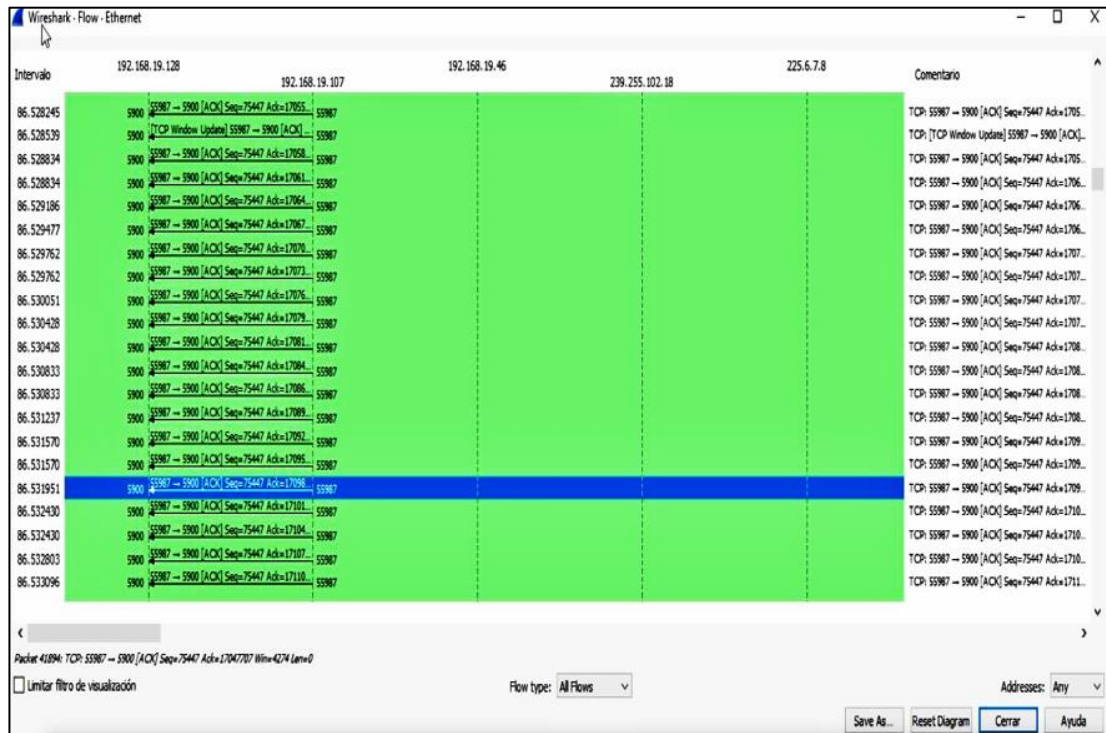 Wireshark · Flow · Ethernet
192.168.19.128 192.168.19.46 225.6.7.8
Intervalo 192.168.19.107 239.255.102.18 Comentario
86.528245 5900 55987 → 5900 [ACK] Seq=75447 Ack=17055... 55987 TCP: 55987 → 5900 [ACK] Seq=75447 Ack=1705...
86.528539 5900 [TCP Window Update] 55987 → 5900 [ACK] ... 55987 TCP: [TCP Window Update] 55987 → 5900 [ACK]...
86.528834 5900 55987 → 5900 [ACK] Seq=75447 Ack=17058... 55987 TCP: 55987 → 5900 [ACK] Seq=75447 Ack=1705...
86.528834 5900 55987 → 5900 [ACK] Seq=75447 Ack=17061... 55987 TCP: 55987 → 5900 [ACK] Seq=75447 Ack=1706...
86.529186 5900 55987 → 5900 [ACK] Seq=75447 Ack=17064... 55987 TCP: 55987 → 5900 [ACK] Seq=75447 Ack=1706...
86.529477 5900 55987 → 5900 [ACK] Seq=75447 Ack=17067... 55987 TCP: 55987 → 5900 [ACK] Seq=75447 Ack=1706...
86.529762 5900 55987 → 5900 [ACK] Seq=75447 Ack=17070... 55987 TCP: 55987 → 5900 [ACK] Seq=75447 Ack=1707...
86.529762 5900 55987 → 5900 [ACK] Seq=75447 Ack=17073... 55987 TCP: 55987 → 5900 [ACK] Seq=75447 Ack=1707...
86.530051 5900 55987 → 5900 [ACK] Seq=75447 Ack=17076... 55987 TCP: 55987 → 5900 [ACK] Seq=75447 Ack=1707...
86.530428 5900 55987 → 5900 [ACK] Seq=75447 Ack=17079... 55987 TCP: 55987 → 5900 [ACK] Seq=75447 Ack=1707...
86.530428 5900 55987 → 5900 [ACK] Seq=75447 Ack=17081... 55987 TCP: 55987 → 5900 [ACK] Seq=75447 Ack=1708...
86.530833 5900 55987 → 5900 [ACK] Seq=75447 Ack=17084... 55987 TCP: 55987 → 5900 [ACK] Seq=75447 Ack=1708...
86.530833 5900 55987 → 5900 [ACK] Seq=75447 Ack=17086... 55987 TCP: 55987 → 5900 [ACK] Seq=75447 Ack=1708...
86.531237 5900 55987 → 5900 [ACK] Seq=75447 Ack=17089... 55987 TCP: 55987 → 5900 [ACK] Seq=75447 Ack=1708...
86.531570 5900 55987 → 5900 [ACK] Seq=75447 Ack=17092... 55987 TCP: 55987 → 5900 [ACK] Seq=75447 Ack=1709...
86.531570 5900 55987 → 5900 [ACK] Seq=75447 Ack=17095... 55987 TCP: 55987 → 5900 [ACK] Seq=75447 Ack=1709...
86.531951 5900 55987 → 5900 [ACK] Seq=75447 Ack=17098... 55987 TCP: 55987 → 5900 [ACK] Seq=75447 Ack=1709...
86.532430 5900 55987 → 5900 [ACK] Seq=75447 Ack=17101... 55987 TCP: 55987 → 5900 [ACK] Seq=75447 Ack=1710...
86.532430 5900 55987 → 5900 [ACK] Seq=75447 Ack=17104... 55987 TCP: 55987 → 5900 [ACK] Seq=75447 Ack=1710...
86.532803 5900 55987 → 5900 [ACK] Seq=75447 Ack=17107... 55987 TCP: 55987 → 5900 [ACK] Seq=75447 Ack=1710...
86.533096 5900 55987 → 5900 [ACK] Seq=75447 Ack=17110... 55987 TCP: 55987 → 5900 [ACK] Seq=75447 Ack=1711...
Packet 41894: TCP: 55987 → 5900 [ACK] Seq=75447 Ack=17047707 Win=4274 Len=0
Limitar filtro de visualización Flow type: All Flows Addresses: Any
Save As... Reset Diagram Cerrar Ayuda